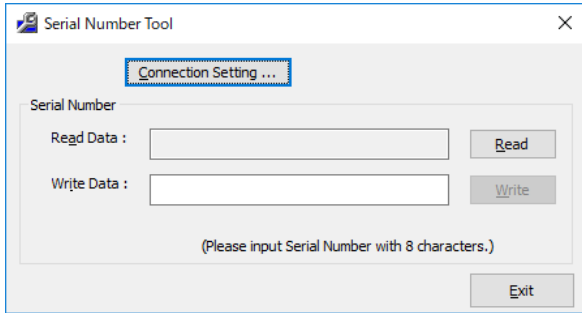 Serial Number Tool
Connection Setting ...
Serial Number
Read Data :
Read
Write Data :
Write
(Please input Serial Number with 8 characters.)
Exit